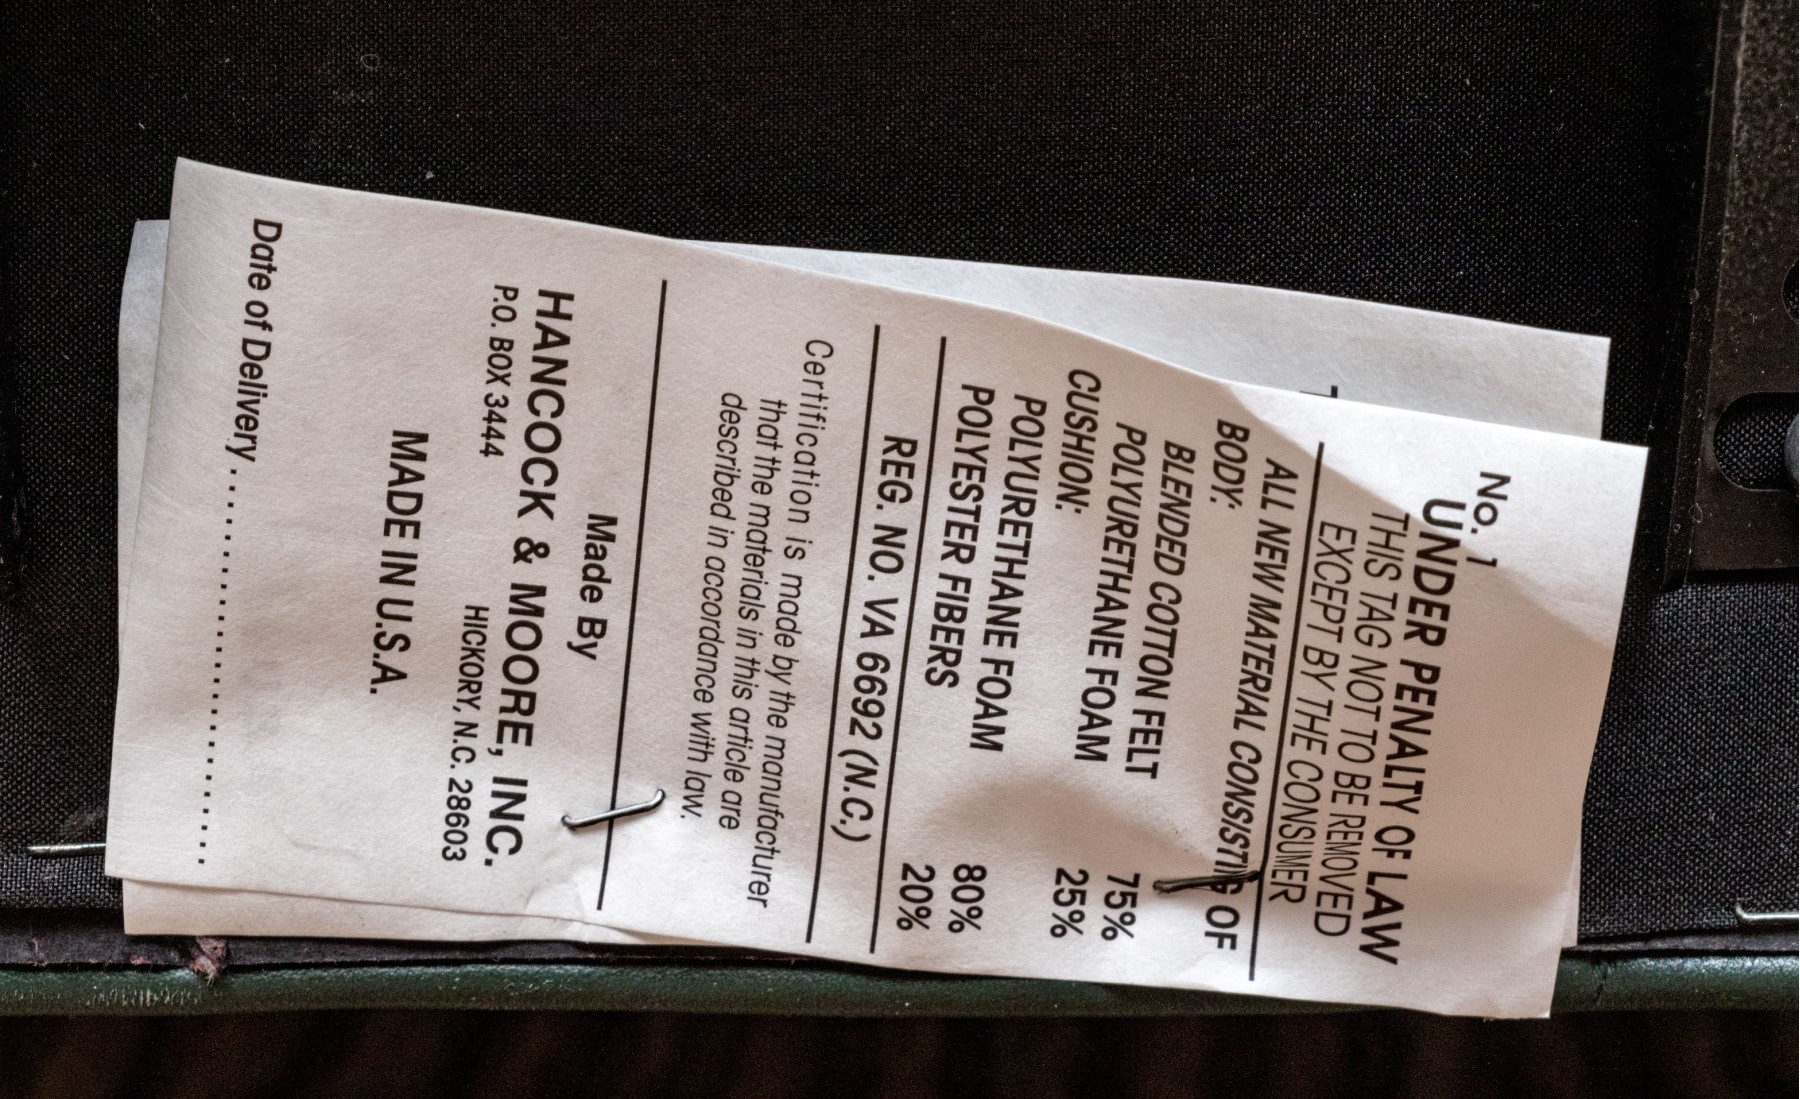 No. 1
UNDER PENALTY OF LAW
THIS TAG NOT TO BE REMOVED
EXCEPT BY THE CONSUMER
ALL NEW MATERIAL CONSISTING OF
BODY:
BLENDED COTTON FELT 75%
POLYURETHANE FOAM 25%
CUSHION:
POLYURETHANE FOAM 80%
POLYESTER FIBERS 20%
REG. NO. VA 6692 (N.C.)
Certification is made by the manufacturer
that the materials in this article are
described in accordance with law.
Made By
HANCOCK & MOORE, INC.
P.O. BOX 3444 HICKORY, N.C. 28603
MADE IN U.S.A.
Date of Delivery ..............................